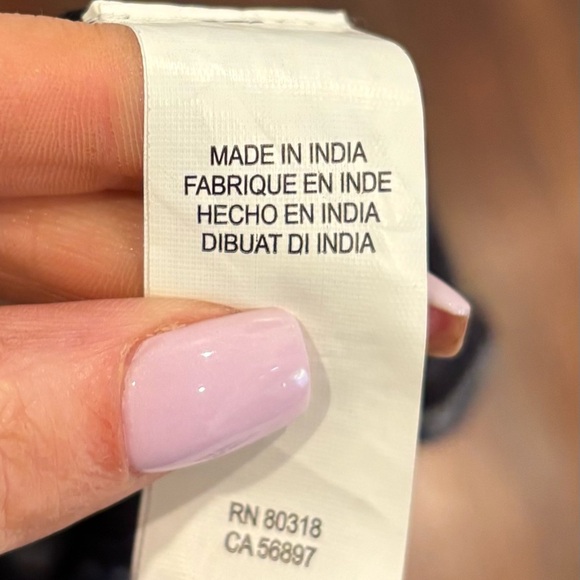 MADE IN INDIA
FABRIQUE EN INDE
HECHO EN INDIA
DIBUAT DI INDIA
RN 80318
CA 56897